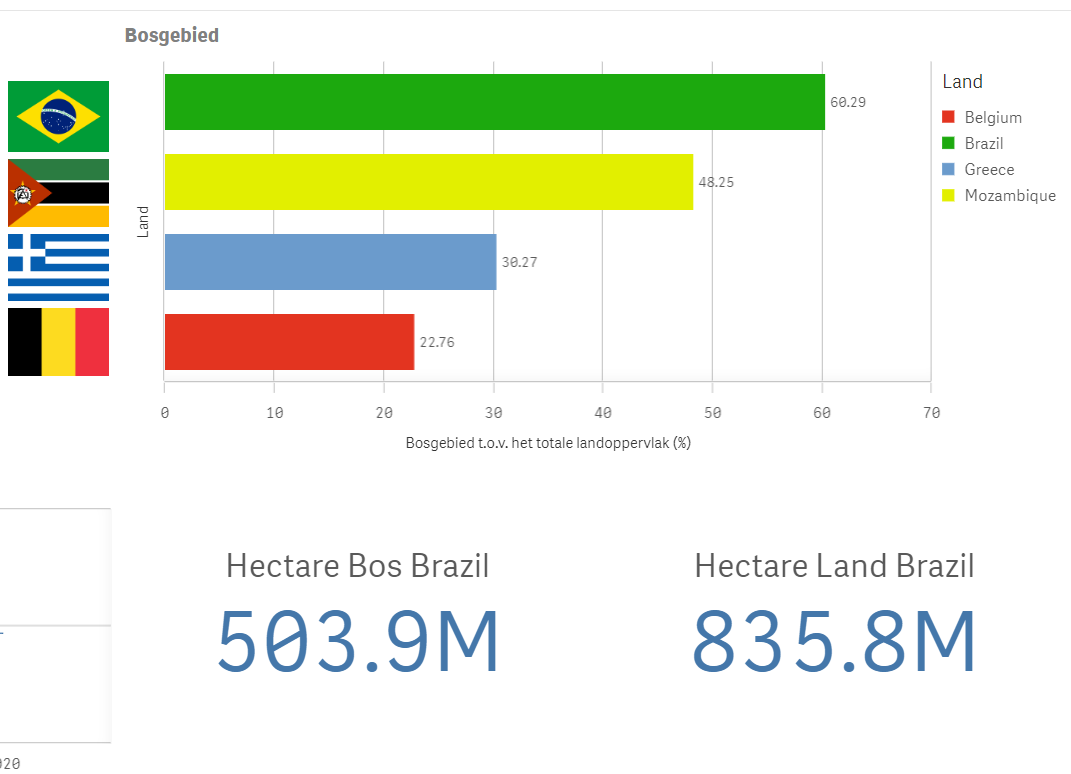 Bosgebied
Land
60.29
48.25
30.27
22.76
0 10 20 30 40 50 60 70
Bosgebied t.o.v. het totale landoppervlak (%)
Land
Belgium
Brazil
Greece
Mozambique
Hectare Bos Brazil
503.9M
Hectare Land Brazil
835.8M